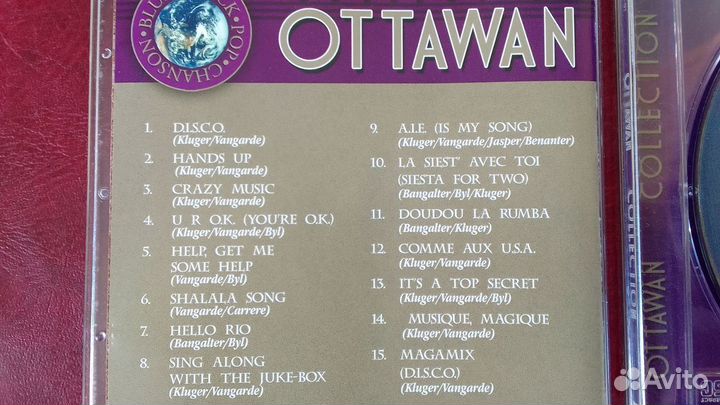 BLU
K · POP · CHANSON ·
OTTAWAN
1. D.I.S.C.O.
(Kluger/Vangarde)
2. HANDS UP
(Kluger/Vangarde)
3. CRAZY MUSIC
(Kluger/Vangarde)
4. U R O.K. (YOU'RE O.K.)
(Kluger/Vangarde/Byl)
5. HELP, GET ME
SOME HELP
(Vangarde/Byl)
6. SHALALA SONG
(Vangarde/Carrere)
7. HELLO RIO
(Bangalter/Byl)
8. SING ALONG
WITH THE JUKE-BOX
(Kluger/Vangarde)
9. A.I.E. (IS MY SONG)
(Kluger/Vangarde/Jasper/Benanter)
10. LA SIEST' AVEC TOI
(SIESTA FOR TWO)
(Bangalter/Byl/Kluger)
11. DOUDOU LA RUMBA
(Bangalter/Kluger)
12. COMME AUX U.S.A.
(Kluger/Vangarde)
13. IT'S A TOP SECRET
(Kluger/Vangarde/Byl)
14. MUSIQUE, MAGIQUE
(Kluger/Vangarde)
15. MAGAMIX
(D.I.S.C.O.)
(Kluger/Vangarde)
OTTAWAN COLLECTION
OTTAWAN COLLECTION
Avito